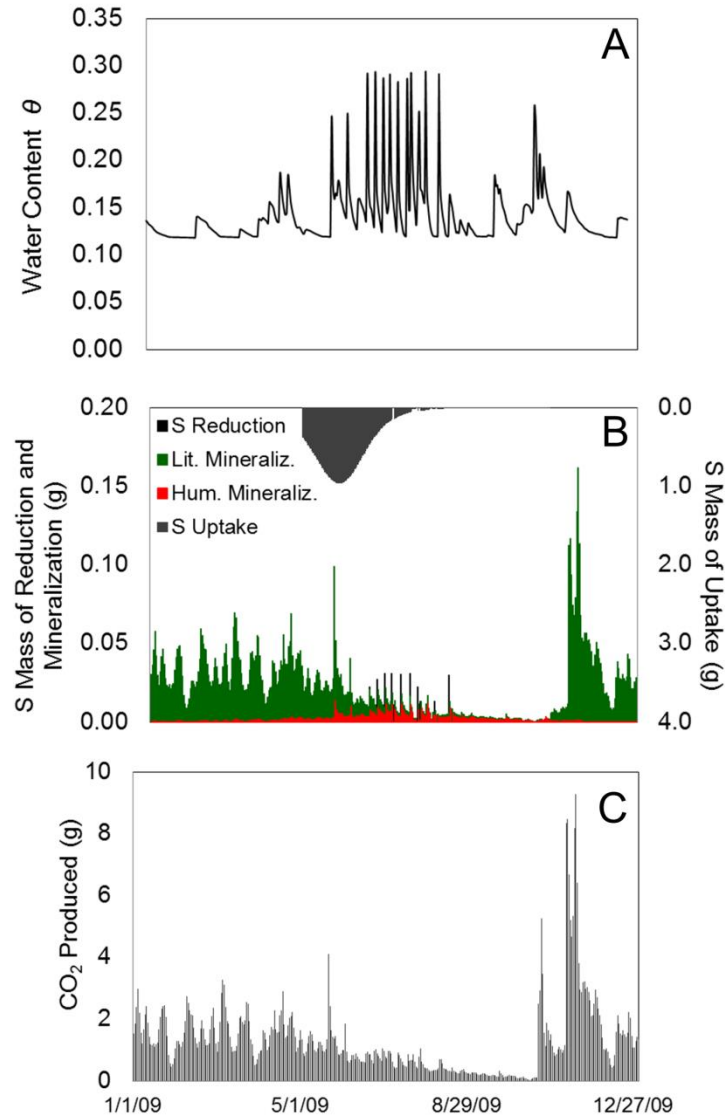 A
0.35
0.30
0.25
0.20
0.15
0.10
0.05
0.00
Water Content θ
B
0.20
0.15
0.10
0.05
0.00
S Mass of Reduction and
Mineralization (g)
S Reduction
Lit. Mineraliz.
Hum. Mineraliz.
S Uptake
0.0
1.0
2.0
3.0
4.0
S Mass of Uptake (g)
C
10
8
6
4
2
0
CO₂ Produced (g)
1/1/09 5/1/09 8/29/09 12/27/09